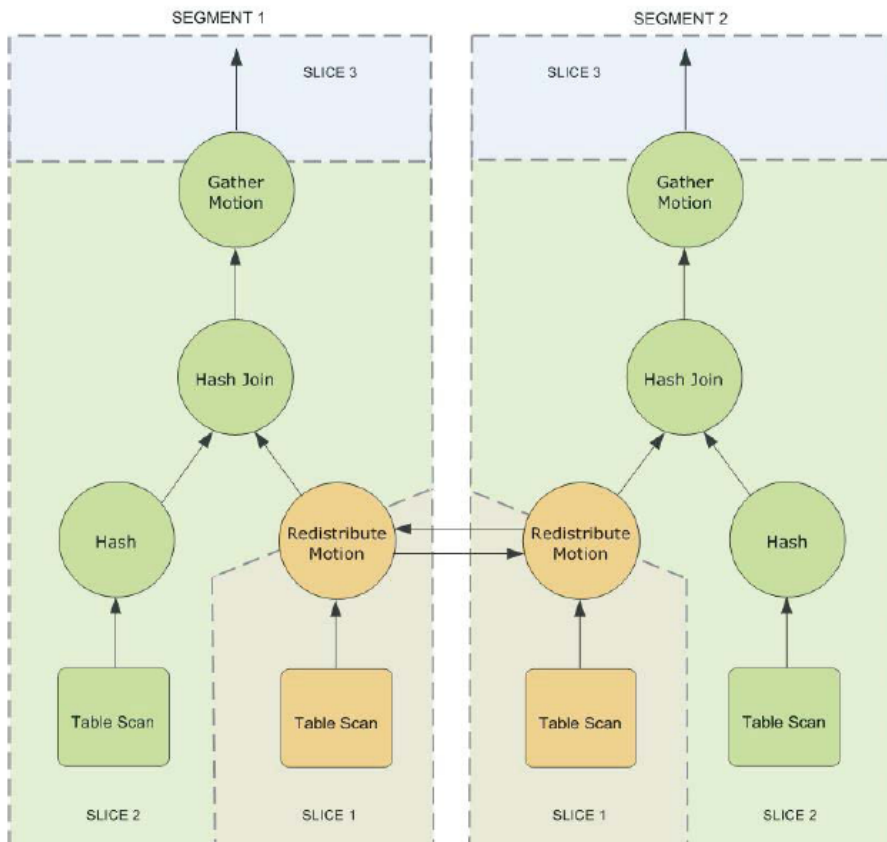 SEGMENT 1
SEGMENT 2
SLICE 3
SLICE 3
Gather
Motion
Gather
Motion
Hash Join
Hash Join
Hash
Redistribute
Motion
Redistribute
Motion
Hash
Table Scan
Table Scan
Table Scan
Table Scan
SLICE 2
SLICE 1
SLICE 1
SLICE 2